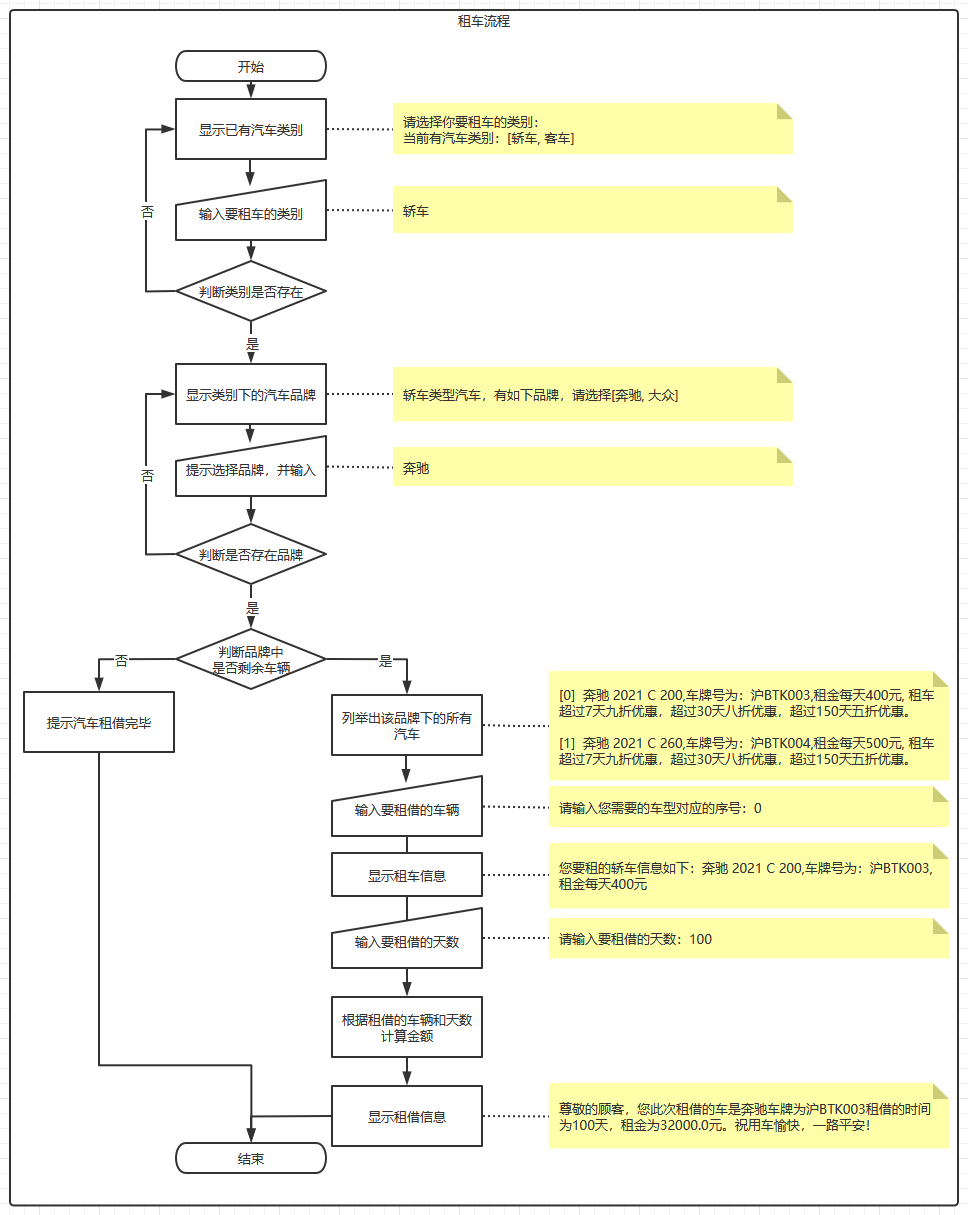 租车流程
开始
显示已有汽车类别
请选择你要租车的类别：
当前有汽车类别：[轿车, 客车]
否
输入要租车的类别
轿车
判断类别是否存在
是
显示类别下的汽车品牌
轿车类型汽车，有如下品牌，请选择[奔驰, 大众]
否
提示选择品牌，并输入
奔驰
判断是否存在品牌
是
判断品牌中
是否剩余车辆
否
是
提示汽车租借完毕
列举出该品牌下的所有
汽车
[0]  奔驰 2021 C 200,车牌号为：沪BTK003,租金每天400元, 租车
超过7天九折优惠，超过30天八折优惠，超过150天五折优惠。
[1]  奔驰 2021 C 260,车牌号为：沪BTK004,租金每天500元, 租车
超过7天九折优惠，超过30天八折优惠，超过150天五折优惠。
输入要租借的车辆
请输入您需要的车型对应的序号：0
显示租车信息
您要租的轿车信息如下：奔驰 2021 C 200,车牌号为：沪BTK003,
租金每天400元
输入要租借的天数
请输入要租借的天数：100
根据租借的车辆和天数
计算金额
显示租借信息
尊敬的顾客，您此次租借的车是奔驰车牌为沪BTK003租借的时间
为100天，租金为32000.0元。祝用车愉快，一路平安！
结束